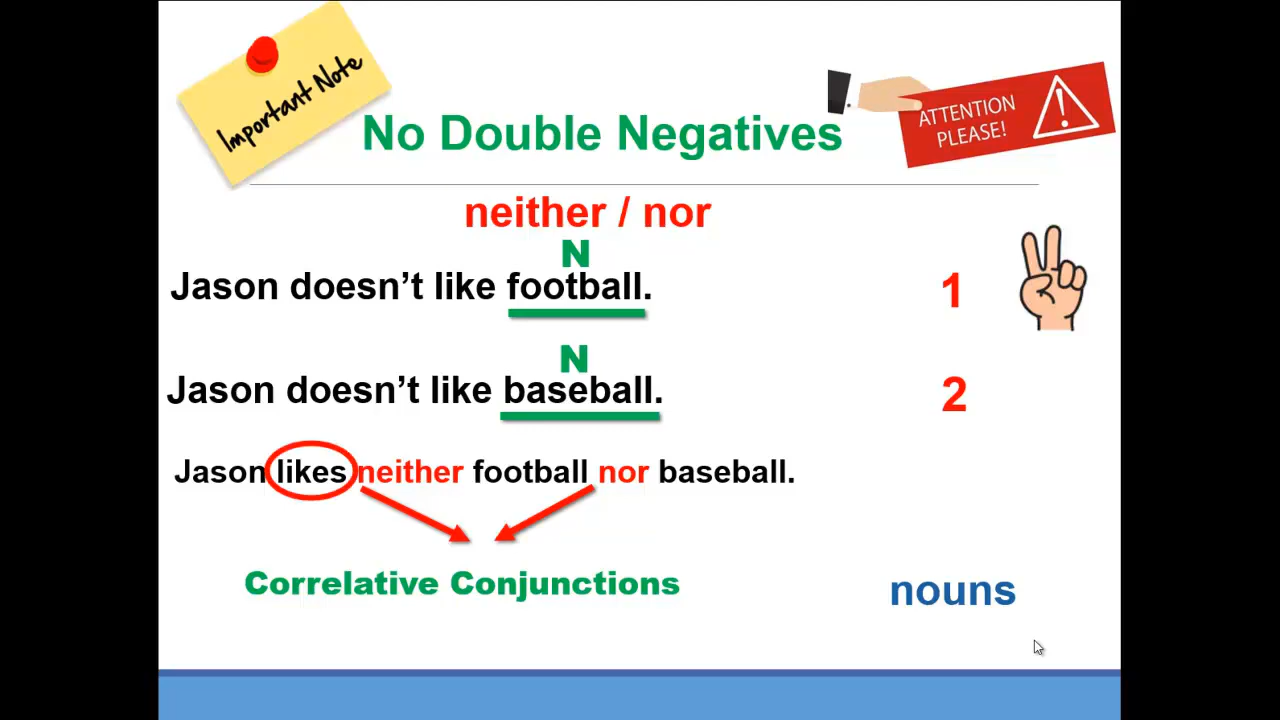 Important Note
ATTENTION
PLEASE!
No Double Negatives
neither / nor
N
Jason doesn’t like football.
1
N
Jason doesn’t like baseball.
2
Jason likes neither football nor baseball.
Correlative Conjunctions
nouns